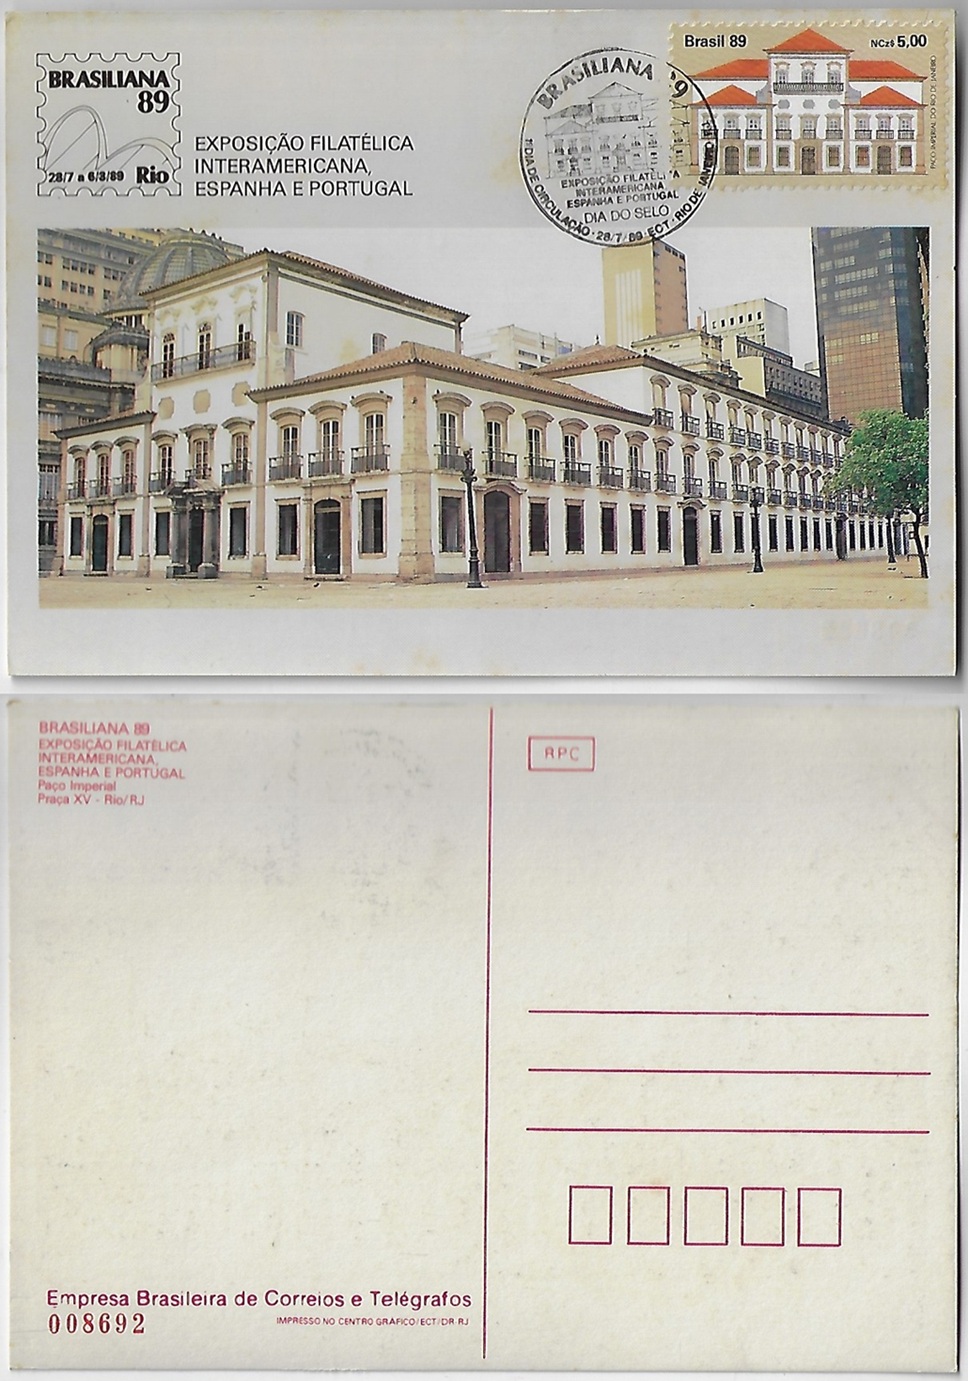 BRASILIANA
89
28/7 a 6/8/89 Rio
EXPOSIÇÃO FILATÉLICA
INTERAMERICANA,
ESPANHA E PORTUGAL
BRASILIANA 89
EXPOSIÇÃO FILATÉLICA
INTERAMERICANA
ESPANHA E PORTUGAL
DIA DO SELO
1º DIA DE CIRCULAÇÃO - 28/7/89 - ECT - RIO DE JANEIRO
Brasil 89 NCz$ 5,00
PAÇO IMPERIAL DO RIO DE JANEIRO
BRASILIANA 89
EXPOSIÇÃO FILATÉLICA
INTERAMERICANA,
ESPANHA E PORTUGAL
Paço Imperial
Praça XV - Rio/RJ
RPC
Empresa Brasileira de Correios e Telégrafos
008692
IMPRESSO NO CENTRO GRÁFICO/ECT/DR-RJ